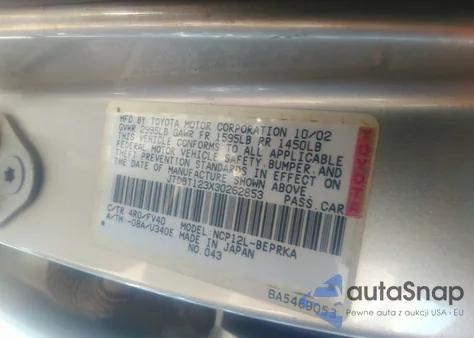 MFD BY TOYOTA MOTOR CORPORATION 10/02
GVWR 2995LB GAWR FR 1595LB RR 1450LB
THIS VEHICLE CONFORMS TO ALL APPLICABLE
FEDERAL MOTOR VEHICLE SAFETY, BUMPER, AND
THEFT PREVENTION STANDARDS IN EFFECT ON
THE DATE OF MANUFACTURE SHOWN ABOVE.
JTDBT123X30262853 PASS.CAR
C/TR 4R0/FV40 MODEL: NCP12L-BEPRKA
A/TM -08A/U340E MADE IN JAPAN
NO.043
BA5469053
TOYOTA
autaSnap
Pewne auta z aukcji USA i EU